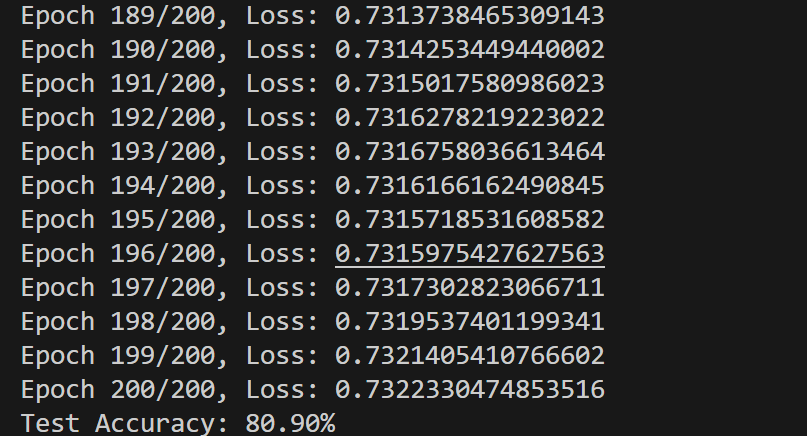 Epoch 189/200, Loss: 0.7313738465309143
Epoch 190/200, Loss: 0.7314253449440002
Epoch 191/200, Loss: 0.7315017580986023
Epoch 192/200, Loss: 0.7316278219223022
Epoch 193/200, Loss: 0.7316758036613464
Epoch 194/200, Loss: 0.7316166162490845
Epoch 195/200, Loss: 0.7315718531608582
Epoch 196/200, Loss: 0.7315975427627563
Epoch 197/200, Loss: 0.7317302823066711
Epoch 198/200, Loss: 0.7319537401199341
Epoch 199/200, Loss: 0.7321405410766602
Epoch 200/200, Loss: 0.7322330474853516
Test Accuracy: 80.90%